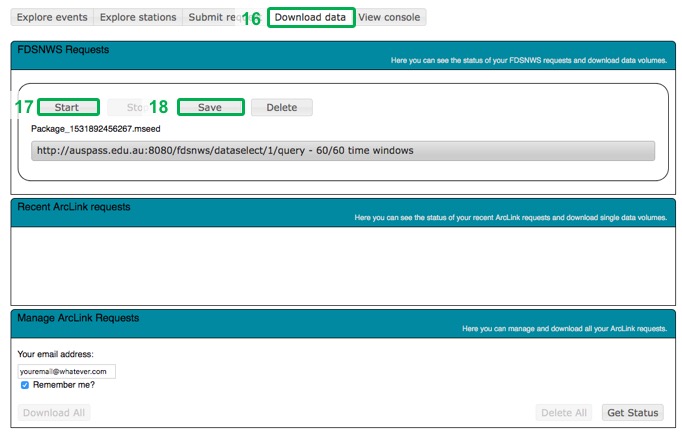 Explore events Explore stations Submit requ 16 Download data View console
FDSNWS Requests
Here you can see the status of your FDSNWS requests and download data volumes.
17 Start Sto 18 Save Delete
Package_1531892456267.mseed
http://auspass.edu.au:8080/fdsnws/dataselect/1/query - 60/60 time windows
Recent ArcLink requests
Here you can see the status of your recent ArcLink requests and download single data volumes.
Manage ArcLink Requests
Here you can manage and download all your ArcLink requests.
Your email address:
youremail@whatever.com
Remember me?
Download All Delete All Get Status